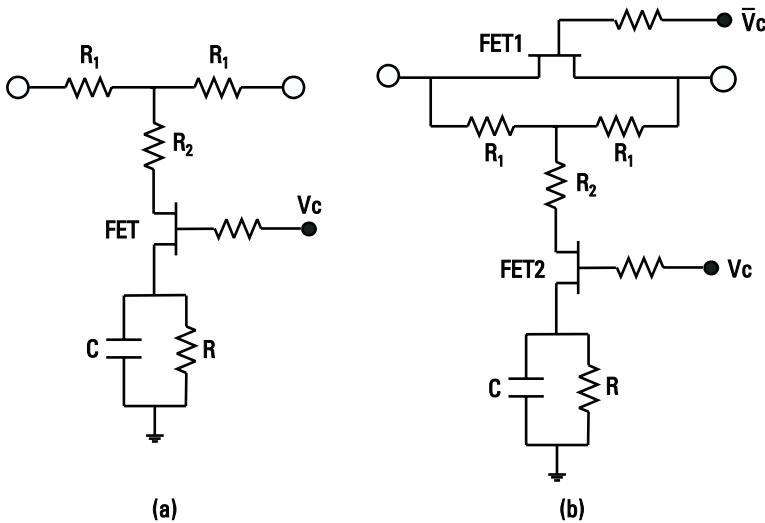 R₁ R₁
R₂
FET
Vc
C R
(a)
FET1
V̅c
R₁ R₁
R₂
FET2
Vc
C R
(b)